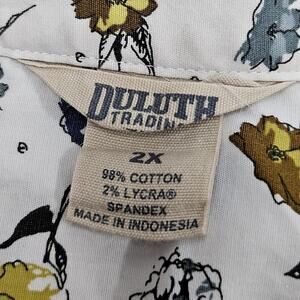 DULUTH
TRADIN
2X
98% COTTON
2% LYCRA®
SPANDEX
MADE IN INDONESIA